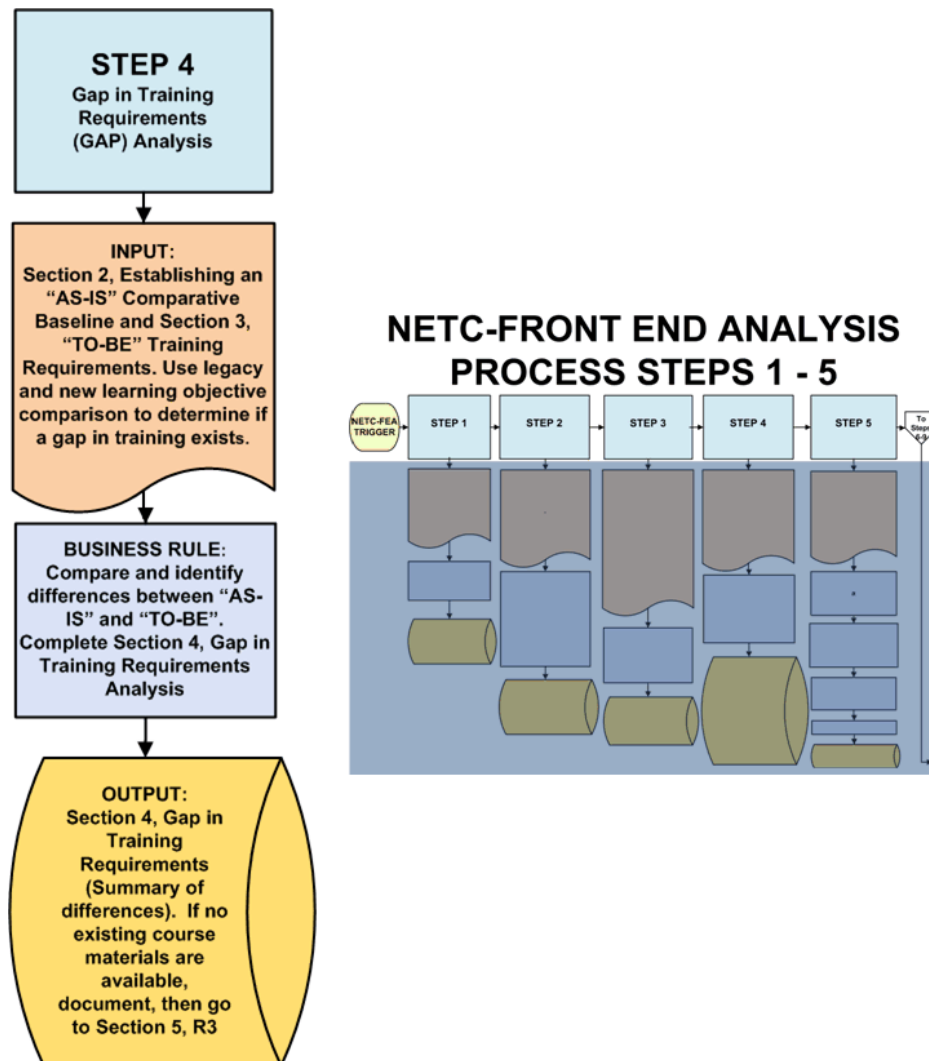 STEP 4
Gap in Training
Requirements
(GAP) Analysis
INPUT:
Section 2, Establishing an
“AS-IS” Comparative
Baseline and Section 3,
“TO-BE” Training
Requirements. Use legacy
and new learning objective
comparison to determine if
a gap in training exists.
BUSINESS RULE:
Compare and identify
differences between “AS-
IS” and “TO-BE”.
Complete Section 4, Gap in
Training Requirements
Analysis
OUTPUT:
Section 4, Gap in
Training
Requirements
(Summary of
differences).  If no
existing course
materials are
available,
document, then go
to Section 5, R3
NETC-FRONT END ANALYSIS
PROCESS STEPS 1 - 5
NETC-FEA
TRIGGER
STEP 1
STEP 2
STEP 3
STEP 4
STEP 5
To
Steps